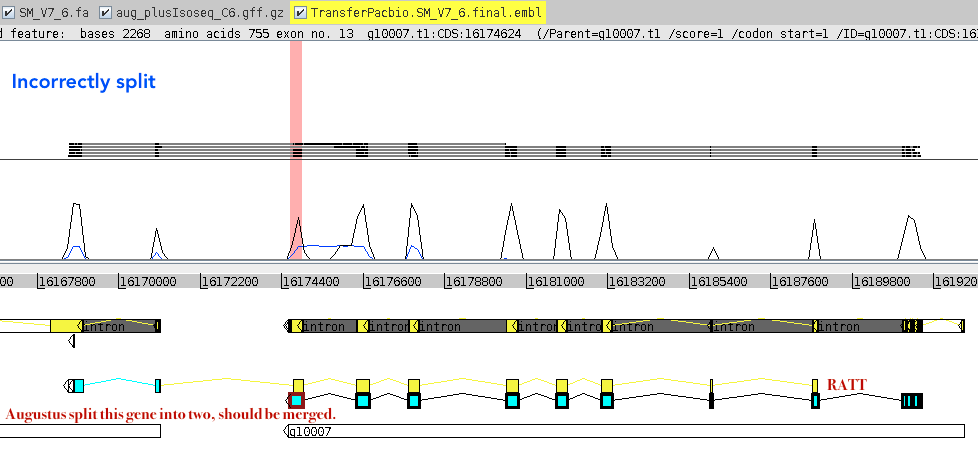 SM_V7_6.fa aug_plusIsoseq_C6.gff.gz TransferPacbio.SM_V7_6.final.embl
d feature: bases 2268 amino acids 755 exon no. 13 g10007.t1:CDS:16174624 (/Parent=g10007.t1 /score=1 /codon start=1 /ID=g10007.t1:CDS:16
Incorrectly split
00 16167800 16170000 16172200 16174400 16176600 16178800 16181000 16183200 16185400 16187600 16189800 1619200
intron intron intron intron intron intron intron intron intron
RATT
Augustus split this gene into two, should be merged.
g10007